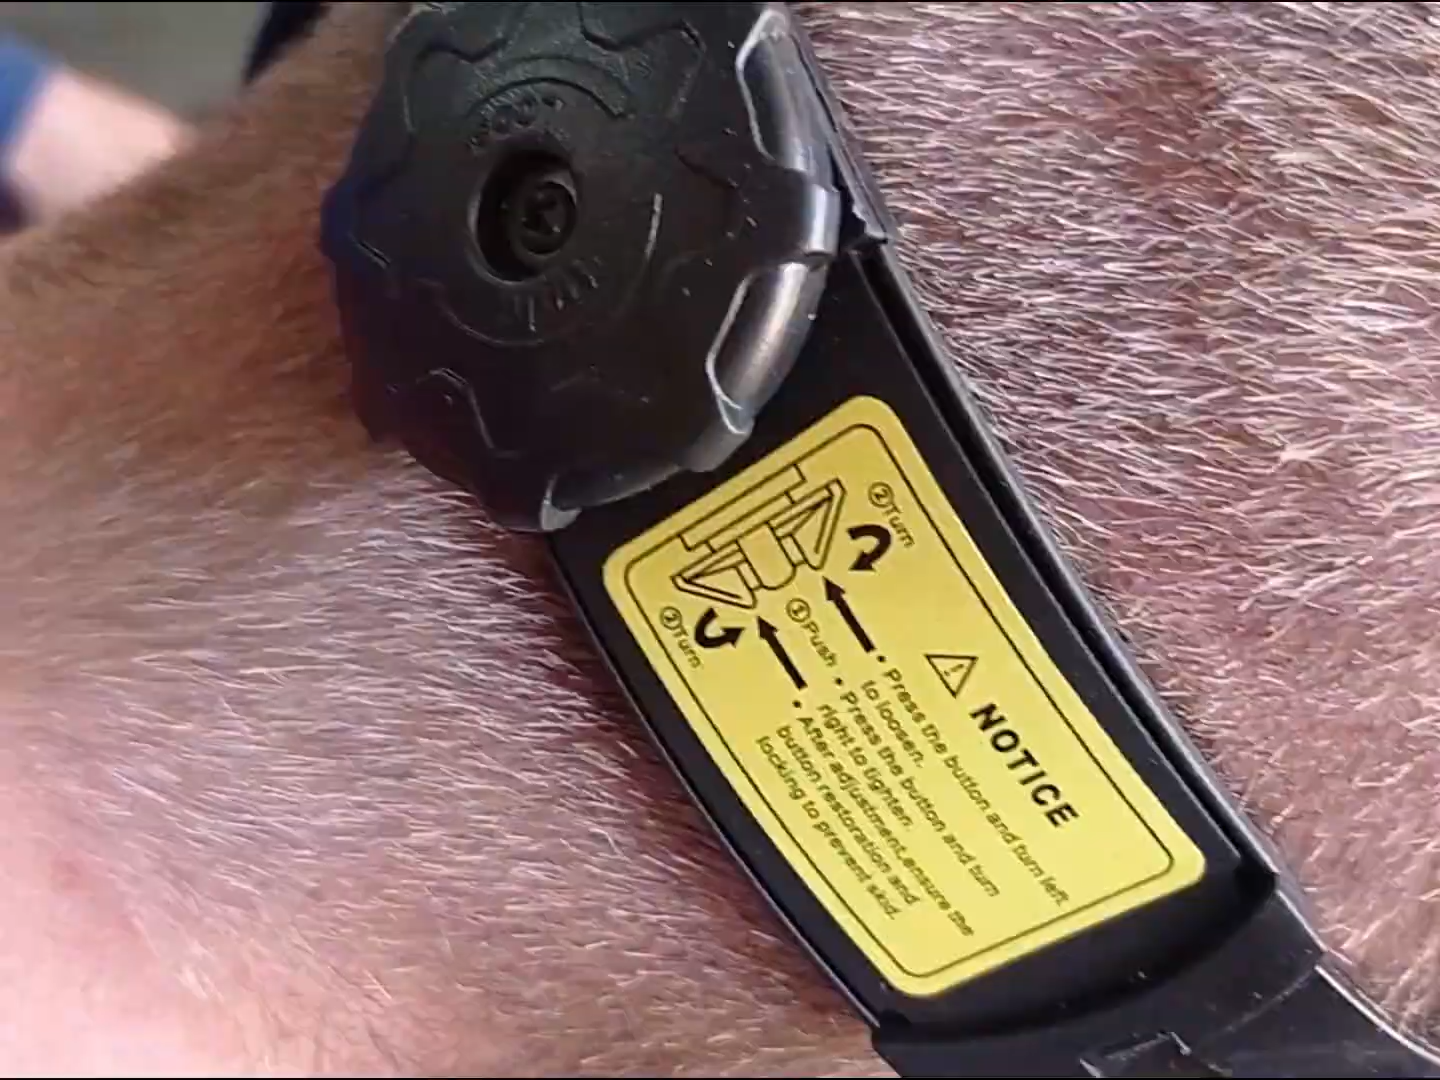 ②Turn
①Push
②Turn
⚠ NOTICE
• Press the button and turn left
to loosen.
• Press the button and turn
right to tighten.
• After adjustment,ensure the
button restoration and
locking to prevent skid.